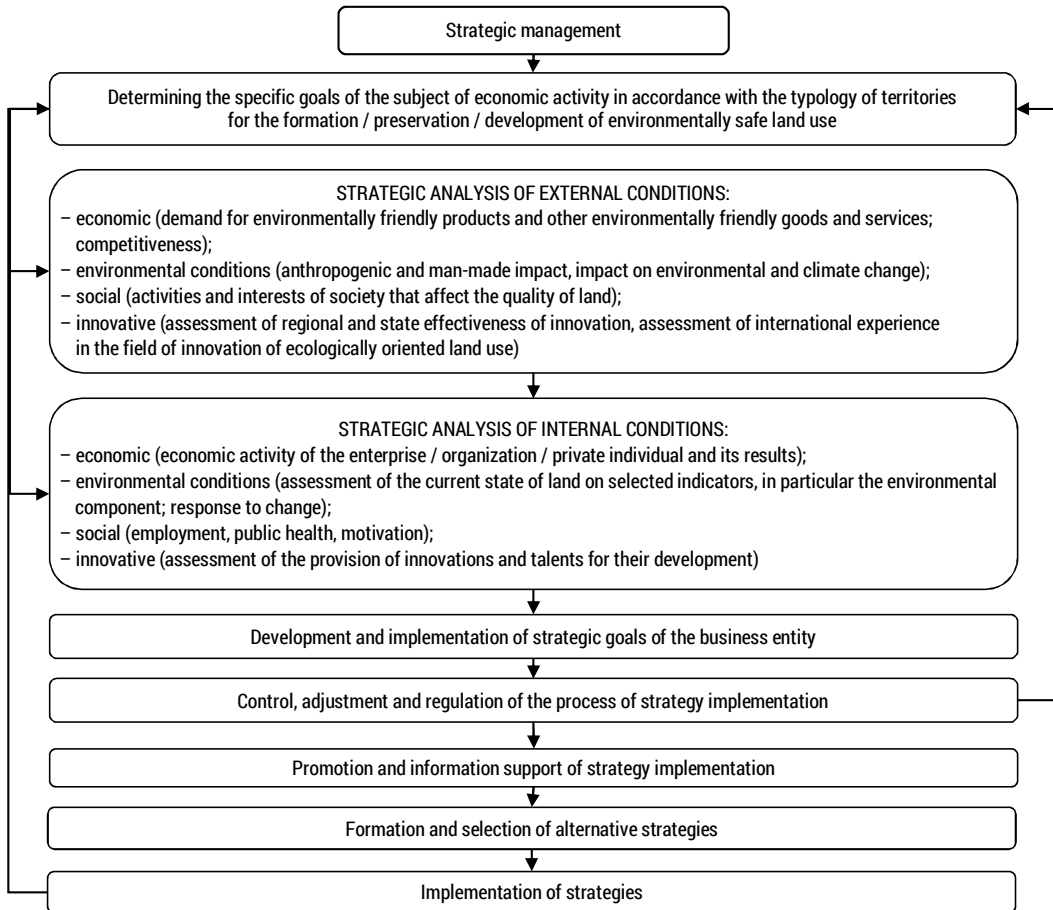 Strategic management
Determining the specific goals of the subject of economic activity in accordance with the typology of territories
for the formation / preservation / development of environmentally safe land use
STRATEGIC ANALYSIS OF EXTERNAL CONDITIONS:
– economic (demand for environmentally friendly products and other environmentally friendly goods and services;
competitiveness);
– environmental conditions (anthropogenic and man-made impact, impact on environmental and climate change);
– social (activities and interests of society that affect the quality of land);
– innovative (assessment of regional and state effectiveness of innovation, assessment of international experience
in the field of innovation of ecologically oriented land use)
STRATEGIC ANALYSIS OF INTERNAL CONDITIONS:
– economic (economic activity of the enterprise / organization / private individual and its results);
– environmental conditions (assessment of the current state of land on selected indicators, in particular the environmental
component; response to change);
– social (employment, public health, motivation);
– innovative (assessment of the provision of innovations and talents for their development)
Development and implementation of strategic goals of the business entity
Control, adjustment and regulation of the process of strategy implementation
Promotion and information support of strategy implementation
Formation and selection of alternative strategies
Implementation of strategies